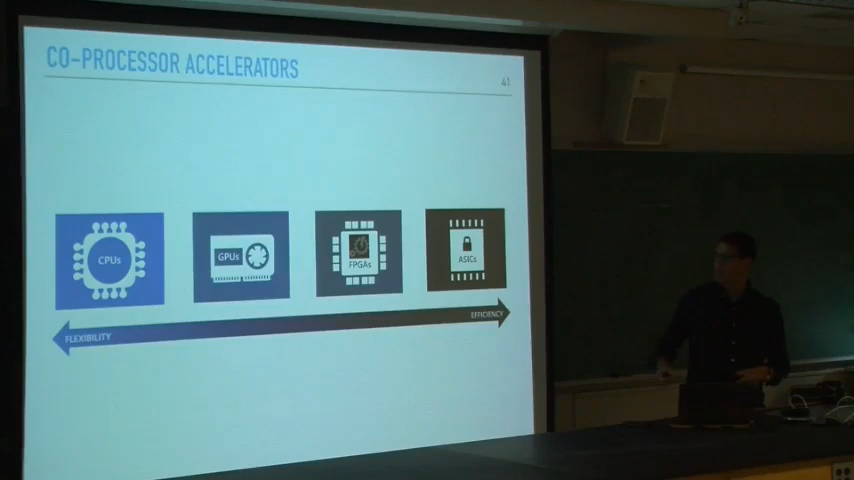 CO-PROCESSOR ACCELERATORS
41
CPUs
GPUs
FPGAs
ASICs
FLEXIBILITY
EFFICIENCY